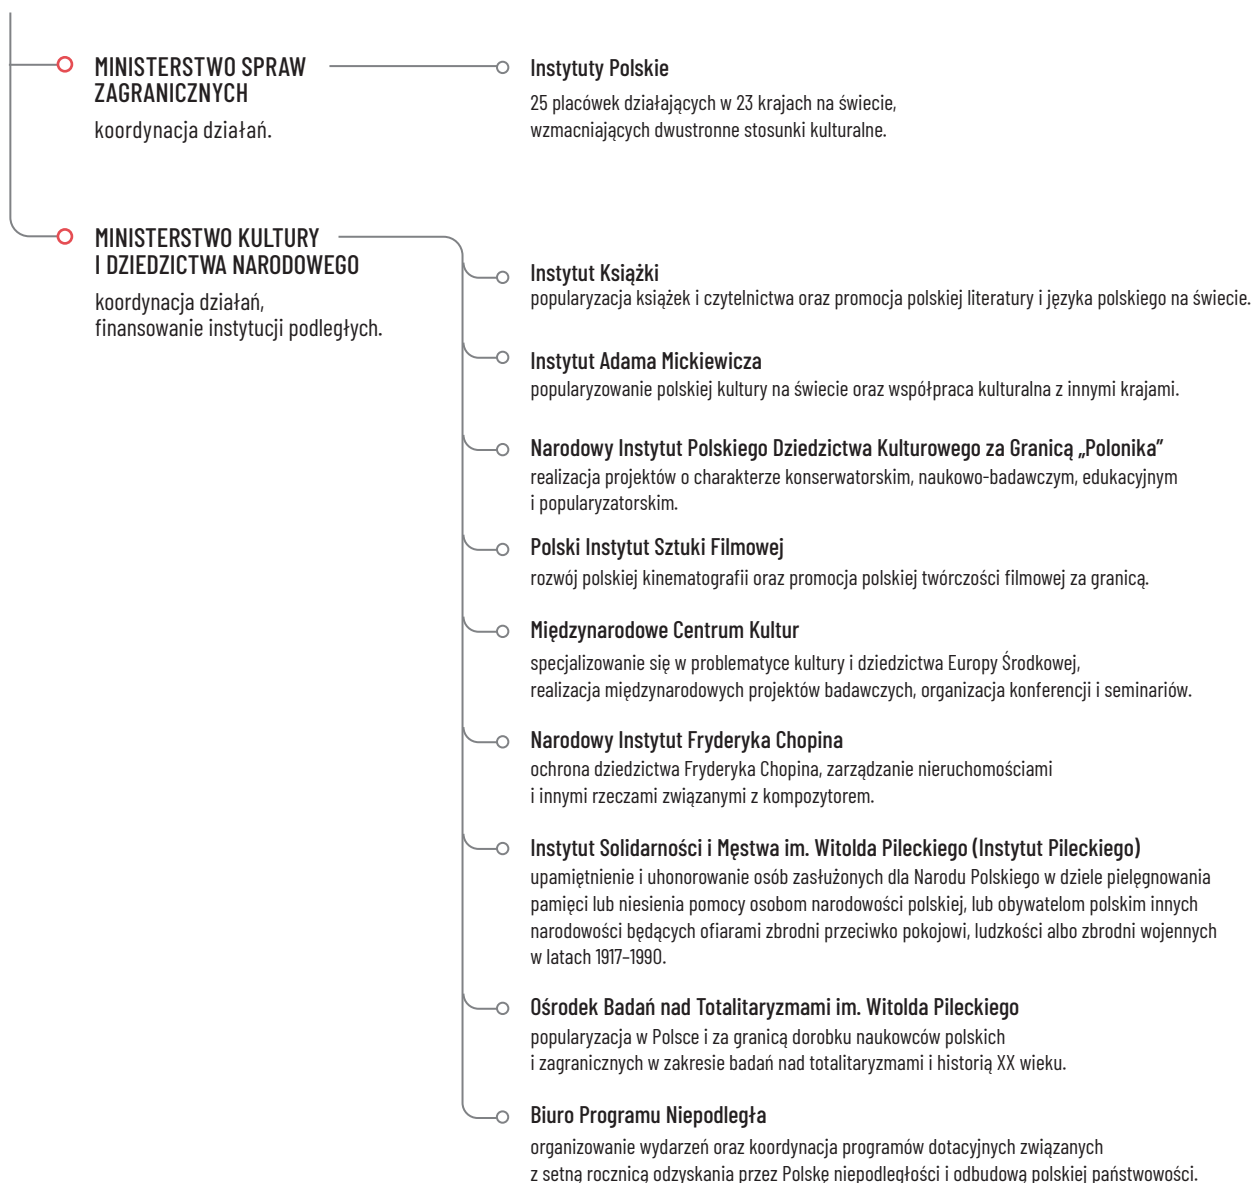 MINISTERSTWO SPRAW
ZAGRANICZNYCH
koordynacja działań.
Instytuty Polskie
25 placówek działających w 23 krajach na świecie,
wzmacniających dwustronne stosunki kulturalne.
MINISTERSTWO KULTURY
I DZIEDZICTWA NARODOWEGO
koordynacja działań,
finansowanie instytucji podległych.
Instytut Książki
popularyzacja książek i czytelnictwa oraz promocja polskiej literatury i języka polskiego na świecie.
Instytut Adama Mickiewicza
popularyzowanie polskiej kultury na świecie oraz współpraca kulturalna z innymi krajami.
Narodowy Instytut Polskiego Dziedzictwa Kulturowego za Granicą „Polonika”
realizacja projektów o charakterze konserwatorskim, naukowo-badawczym, edukacyjnym
i popularyzatorskim.
Polski Instytut Sztuki Filmowej
rozwój polskiej kinematografii oraz promocja polskiej twórczości filmowej za granicą.
Międzynarodowe Centrum Kultur
specjalizowanie się w problematyce kultury i dziedzictwa Europy Środkowej,
realizacja międzynarodowych projektów badawczych, organizacja konferencji i seminariów.
Narodowy Instytut Fryderyka Chopina
ochrona dziedzictwa Fryderyka Chopina, zarządzanie nieruchomościami
i innymi rzeczami związanymi z kompozytorem.
Instytut Solidarności i Męstwa im. Witolda Pileckiego (Instytut Pileckiego)
upamiętnienie i uhonorowanie osób zasłużonych dla Narodu Polskiego w dziele pielęgnowania
pamięci lub niesienia pomocy osobom narodowości polskiej, lub obywatelom polskim innych
narodowości będących ofiarami zbrodni przeciwko pokojowi, ludzkości albo zbrodni wojennych
w latach 1917–1990.
Ośrodek Badań nad Totalitaryzmami im. Witolda Pileckiego
popularyzacja w Polsce i za granicą dorobku naukowców polskich
i zagranicznych w zakresie badań nad totalitaryzmami i historią XX wieku.
Biuro Programu Niepodległa
organizowanie wydarzeń oraz koordynacja programów dotacyjnych związanych
z setną rocznicą odzyskania przez Polskę niepodległości i odbudową polskiej państwowości.